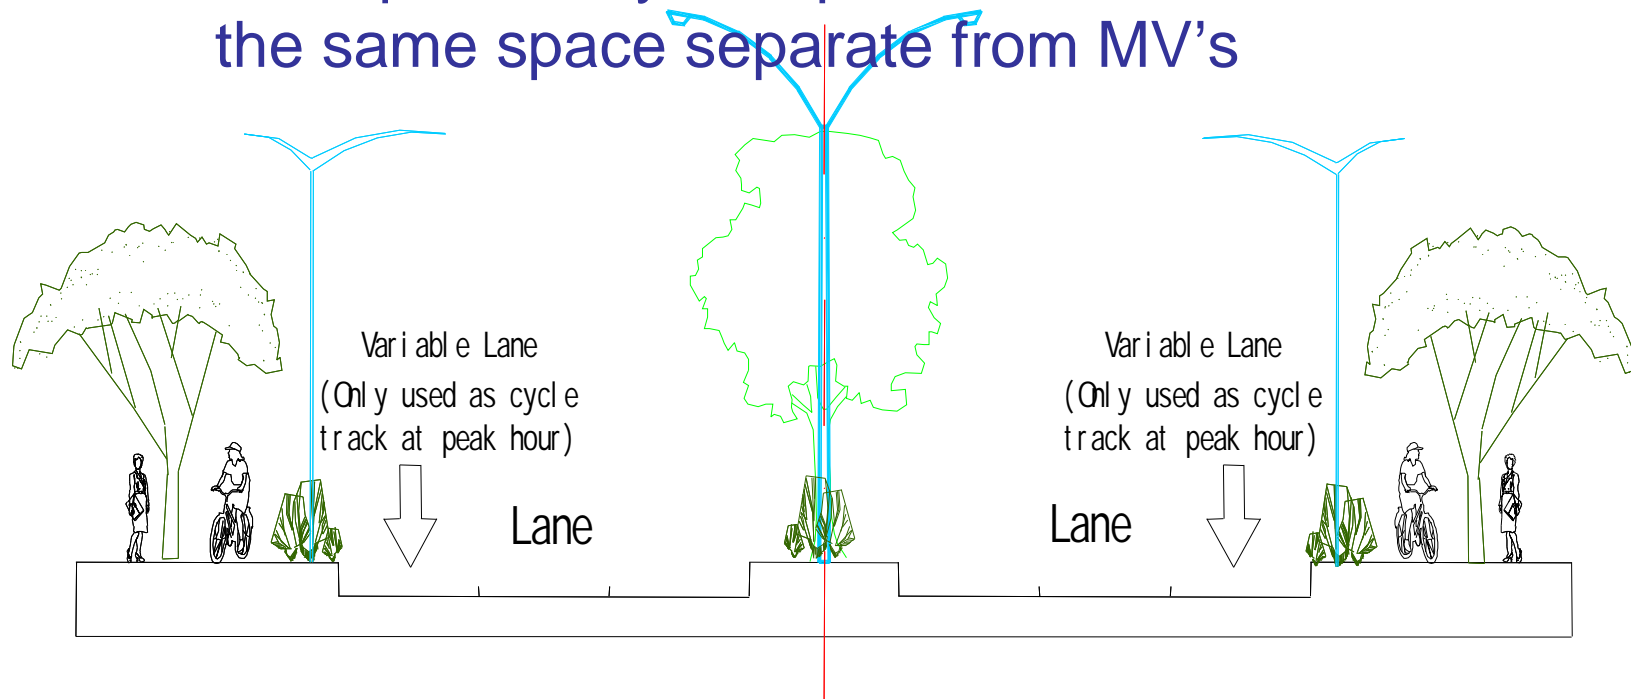 the same space separate from MV's
Variable Lane
(Only used as cycle
track at peak hour)
Lane
Variable Lane
(Only used as cycle
track at peak hour)
Lane